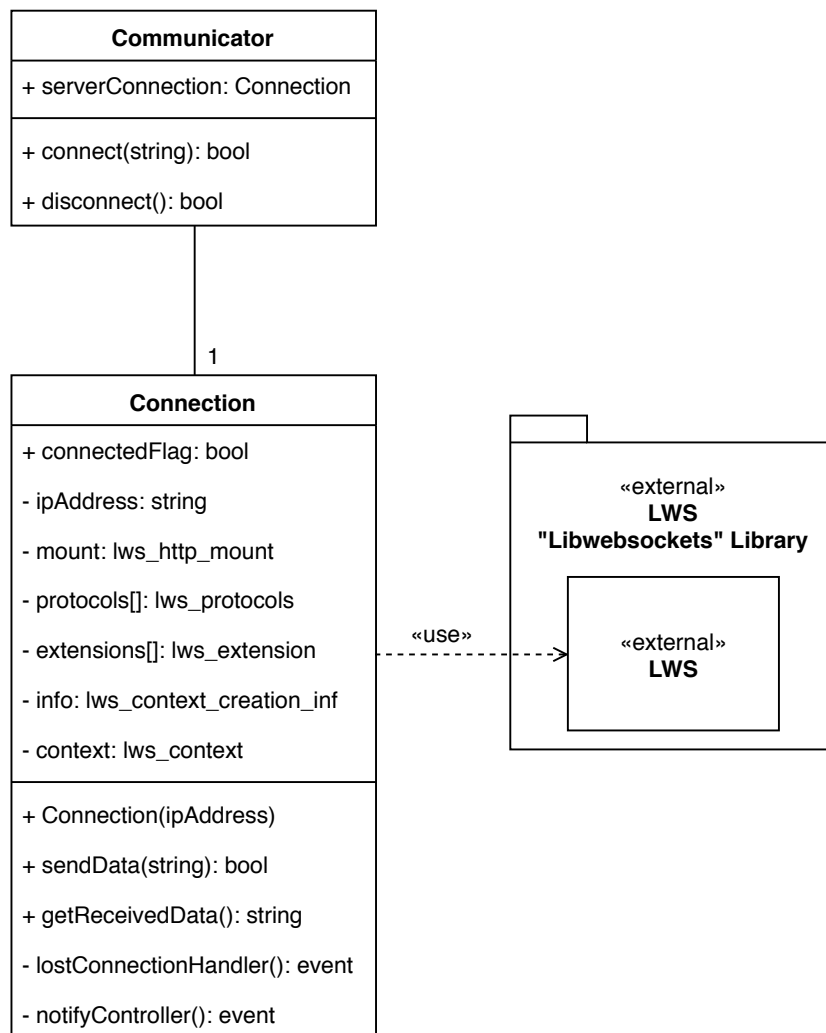 Communicator
+ serverConnection: Connection
+ connect(string): bool
+ disconnect(): bool
1
Connection
+ connectedFlag: bool
- ipAddress: string
- mount: lws_http_mount
- protocols[]: lws_protocols
- extensions[]: lws_extension
- info: lws_context_creation_inf
- context: lws_context
+ Connection(ipAddress)
+ sendData(string): bool
+ getReceivedData(): string
- lostConnectionHandler(): event
- notifyController(): event
«use»
«external»
LWS
"Libwebsockets" Library
«external»
LWS